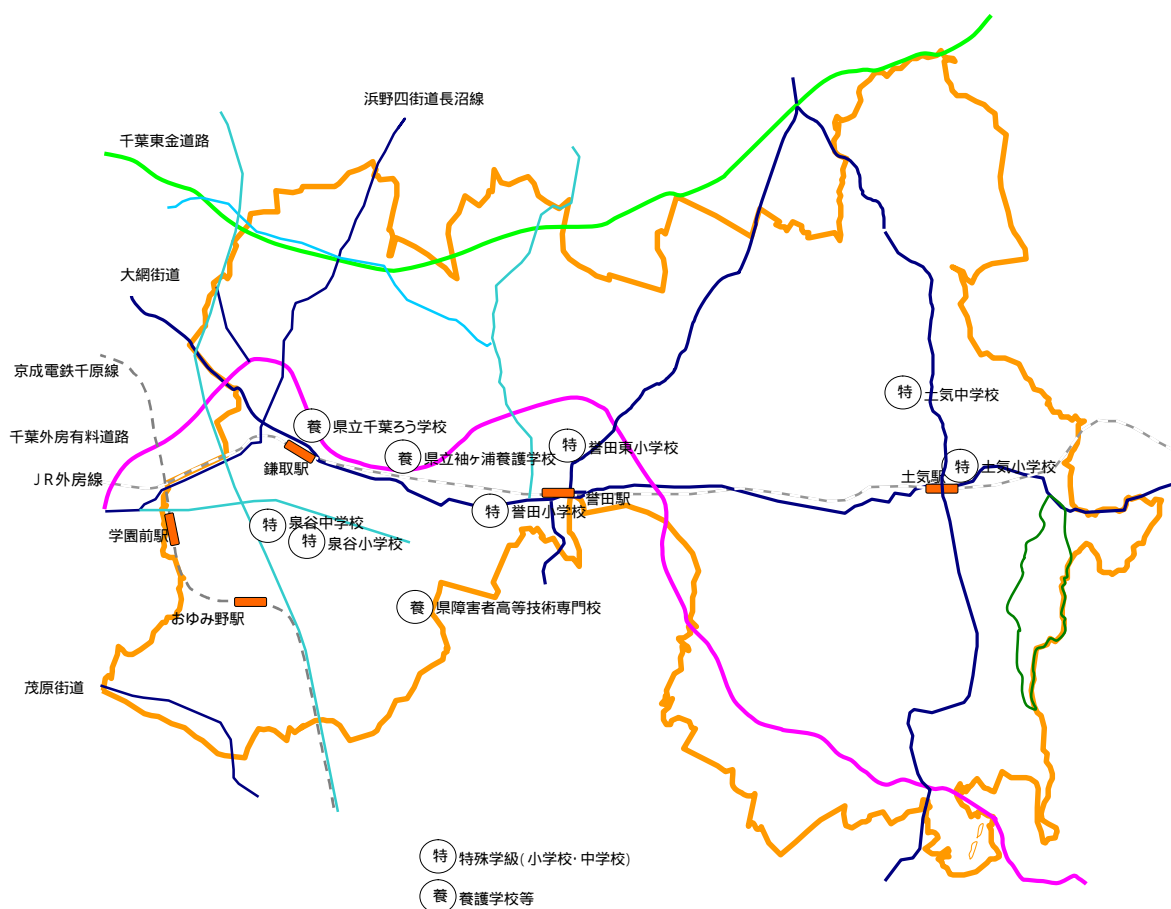 浜野四街道長沼線
千葉東金道路
大網街道
京成電鉄千原線
千葉外房有料道路
JR外房線
鎌取駅
養 県立千葉ろう学校
養 県立袖ヶ浦養護学校
特 誉田東小学校
特 土気中学校
特 土気小学校
土気駅
誉田駅
特 誉田小学校
学園前駅
特 泉谷中学校
特 泉谷小学校
おゆみ野駅
養 県障害者高等技術専門校
茂原街道
特 特殊学級(小学校・中学校)
養 養護学校等